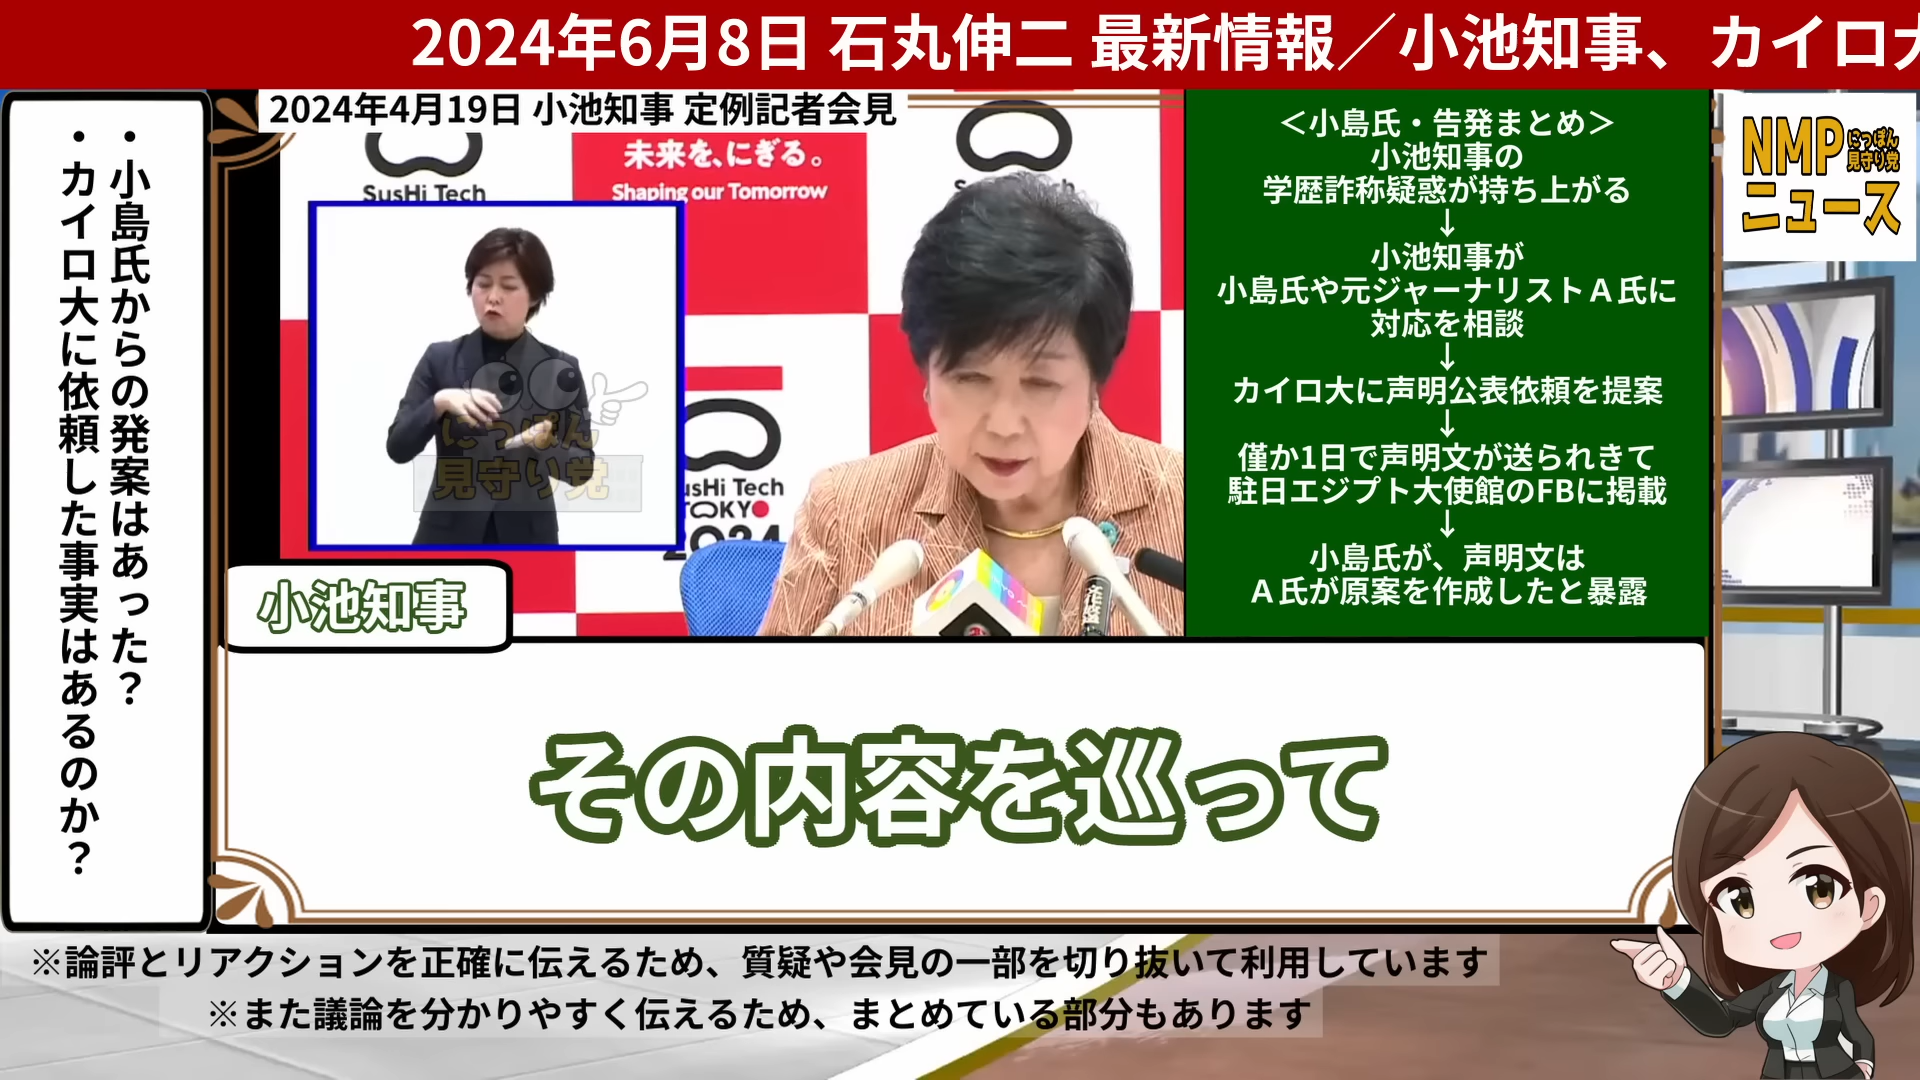 2024年6月8日 石丸伸二 最新情報／小池知事、カイロ大
・小島氏からの発案はあった？
・カイロ大に依頼した事実はあるのか？
2024年4月19日 小池知事 定例記者会見
SusHi Tech
未来を、にぎる。
Shaping our Tomorrow
usHi Tech
TOKYO
2024
にっぽん
見守り党
小池知事
＜小島氏・告発まとめ＞
小池知事の
学歴詐称疑惑が持ち上がる
↓
小池知事が
小島氏や元ジャーナリストＡ氏に
対応を相談
↓
カイロ大に声明公表依頼を提案
↓
僅か1日で声明文が送られきて
駐日エジプト大使館のFBに掲載
↓
小島氏が、声明文は
Ａ氏が原案を作成したと暴露
NMP
にっぽん
見守り党
ニュース
その内容を巡って
※論評とリアクションを正確に伝えるため、質疑や会見の一部を切り抜いて利用しています
※また議論を分かりやすく伝えるため、まとめている部分もあります